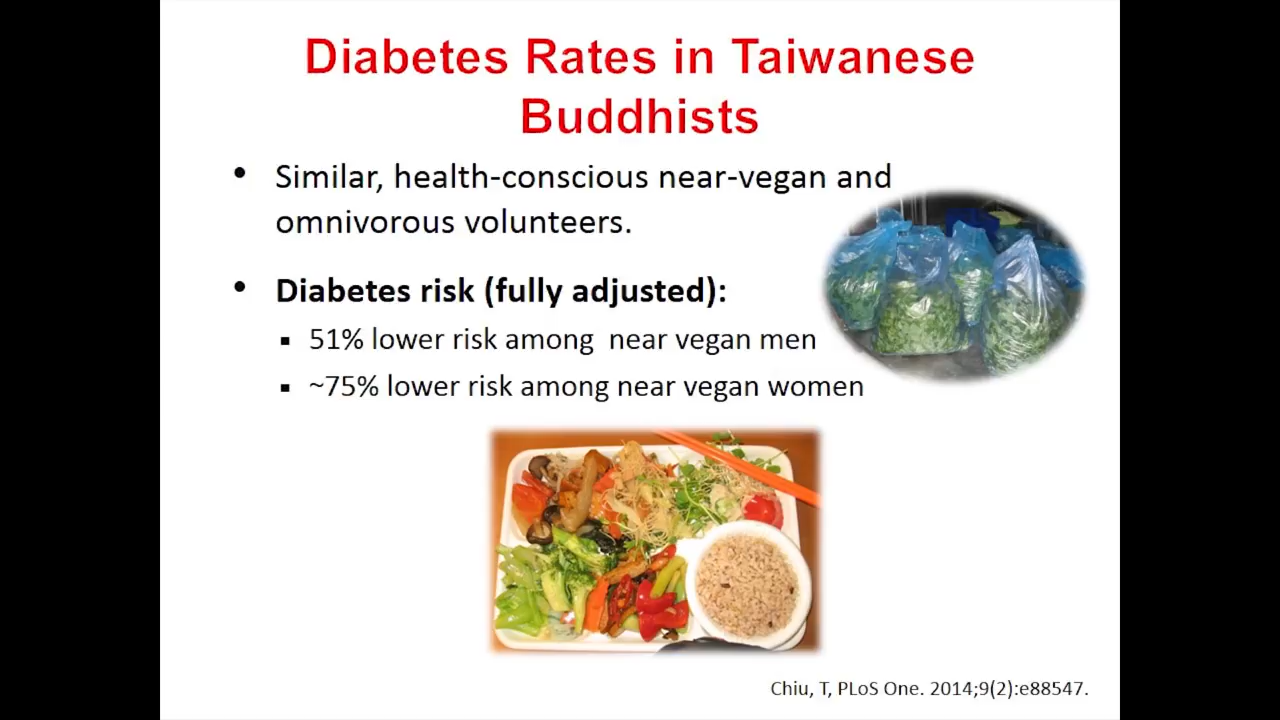 Diabetes Rates in Taiwanese
Buddhists
• Similar, health-conscious near-vegan and
omnivorous volunteers.
• Diabetes risk (fully adjusted):
▪ 51% lower risk among  near vegan men
▪ ~75% lower risk among near vegan women
Chiu, T, PLoS One. 2014;9(2):e88547.